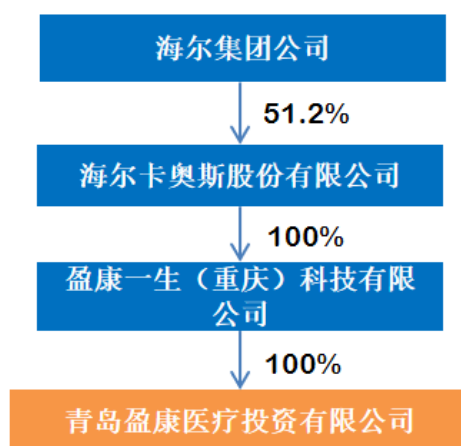 海尔集团公司
51.2%
海尔卡奥斯股份有限公司
100%
盈康一生（重庆）科技有限
公司
100%
青岛盈康医疗投资有限公司